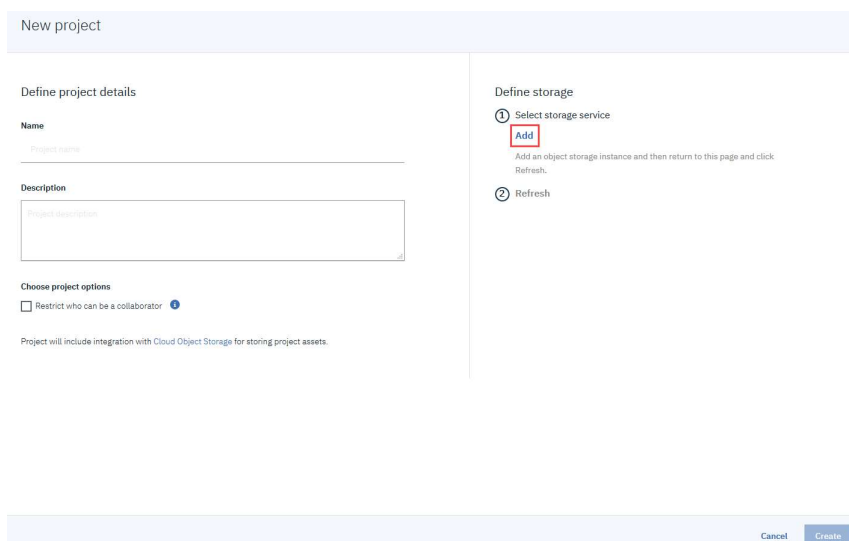 New project
Define project details
Name
Project name
Description
Project description
Choose project options
Restrict who can be a collaborator
Project will include integration with Cloud Object Storage for storing project assets.
Define storage
1 Select storage service
Add
Add an object storage instance and then return to this page and click
Refresh.
2 Refresh
Cancel Create